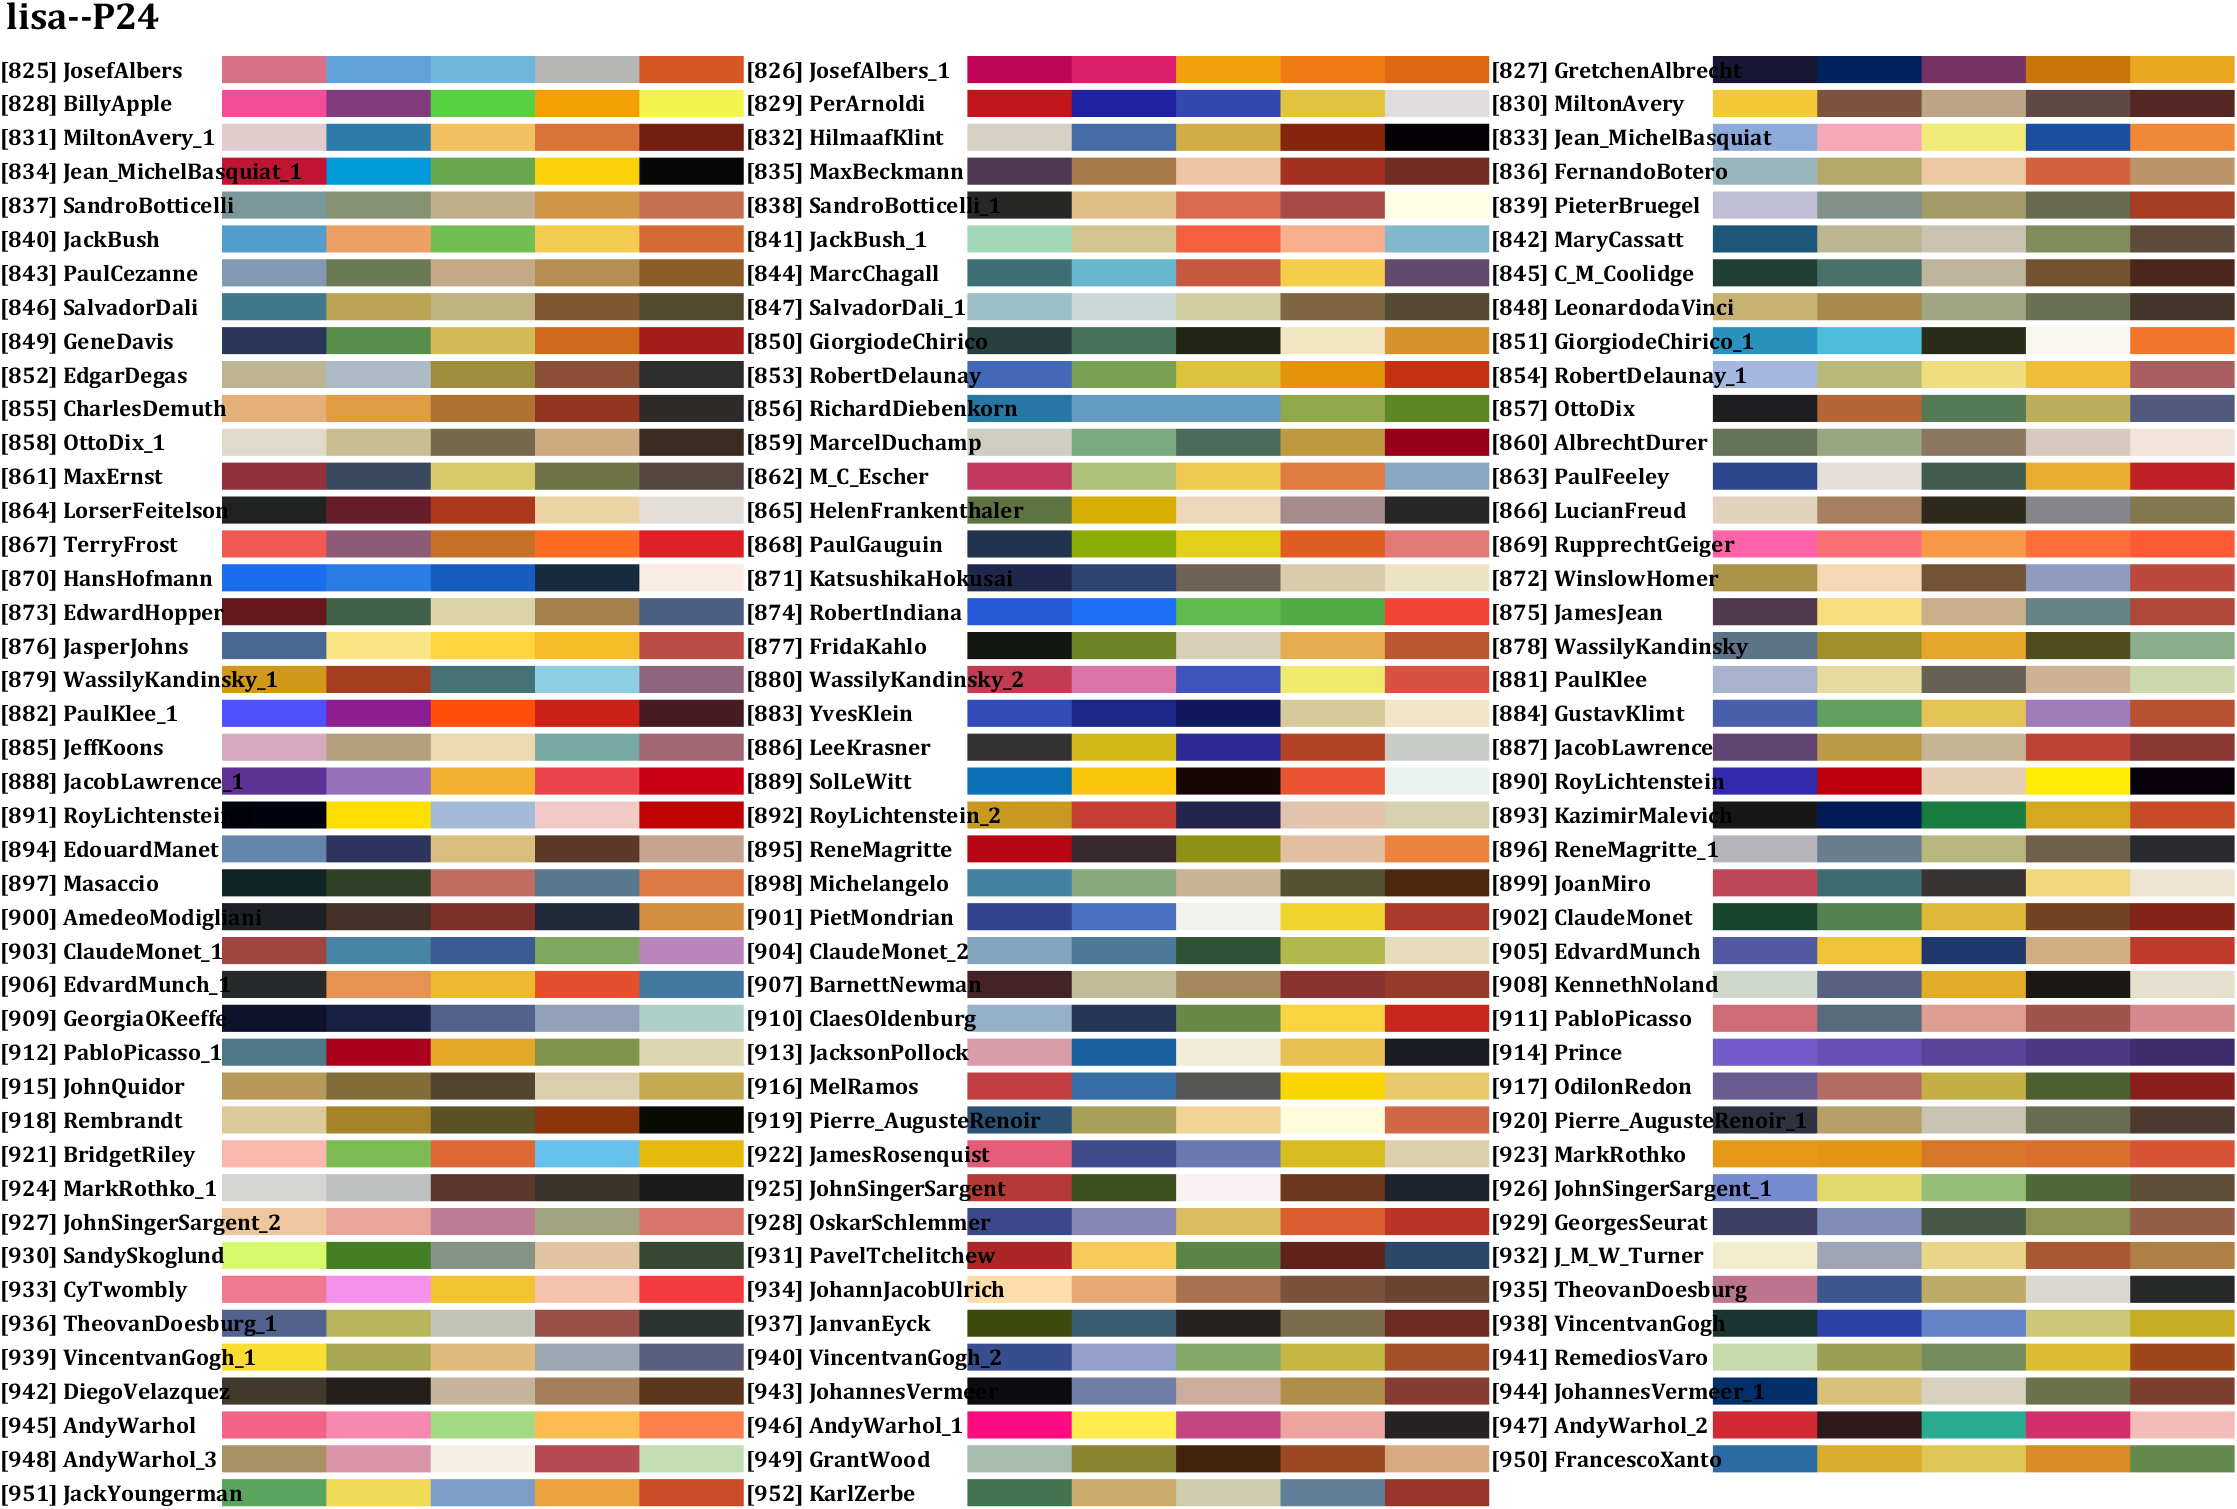 lisa--P24
[825] JosefAlbers [826] JosefAlbers_1 [827] GretchenAlbrecht
[828] BillyApple [829] PerArnoldi [830] MiltonAvery
[831] MiltonAvery_1 [832] HilmaafKlint [833] Jean_MichelBasquiat
[834] Jean_MichelBasquiat_1 [835] MaxBeckmann [836] FernandoBotero
[837] SandroBotticelli [838] SandroBotticelli_1 [839] PieterBruegel
[840] JackBush [841] JackBush_1 [842] MaryCassatt
[843] PaulCezanne [844] MarcChagall [845] C_M_Coolidge
[846] SalvadorDali [847] SalvadorDali_1 [848] LeonardodaVinci
[849] GeneDavis [850] GiorgiodeChirico [851] GiorgiodeChirico_1
[852] EdgarDegas [853] RobertDelaunay [854] RobertDelaunay_1
[855] CharlesDemuth [856] RichardDiebenkorn [857] OttoDix
[858] OttoDix_1 [859] MarcelDuchamp [860] AlbrechtDurer
[861] MaxErnst [862] M_C_Escher [863] PaulFeeley
[864] LorserFeitelson [865] HelenFrankenthaler [866] LucianFreud
[867] TerryFrost [868] PaulGauguin [869] RupprechtGeiger
[870] HansHofmann [871] KatsushikaHokusai [872] WinslowHomer
[873] EdwardHopper [874] RobertIndiana [875] JamesJean
[876] JasperJohns [877] FridaKahlo [878] WassilyKandinsky
[879] WassilyKandinsky_1 [880] WassilyKandinsky_2 [881] PaulKlee
[882] PaulKlee_1 [883] YvesKlein [884] GustavKlimt
[885] JeffKoons [886] LeeKrasner [887] JacobLawrence
[888] JacobLawrence_1 [889] SolLeWitt [890] RoyLichtenstein
[891] RoyLichtenstein_1 [892] RoyLichtenstein_2 [893] KazimirMalevich
[894] EdouardManet [895] ReneMagritte [896] ReneMagritte_1
[897] Masaccio [898] Michelangelo [899] JoanMiro
[900] AmedeoModigliani [901] PietMondrian [902] ClaudeMonet
[903] ClaudeMonet_1 [904] ClaudeMonet_2 [905] EdvardMunch
[906] EdvardMunch_1 [907] BarnettNewman [908] KennethNoland
[909] GeorgiaOKeeffe [910] ClaesOldenburg [911] PabloPicasso
[912] PabloPicasso_1 [913] JacksonPollock [914] Prince
[915] JohnQuidor [916] MelRamos [917] OdilonRedon
[918] Rembrandt [919] Pierre_AugusteRenoir [920] Pierre_AugusteRenoir_1
[921] BridgetRiley [922] JamesRosenquist [923] MarkRothko
[924] MarkRothko_1 [925] JohnSingerSargent [926] JohnSingerSargent_1
[927] JohnSingerSargent_2 [928] OskarSchlemmer [929] GeorgesSeurat
[930] SandySkoglund [931] PavelTchelitchew [932] J_M_W_Turner
[933] CyTwombly [934] JohannJacobUlrich [935] TheovanDoesburg
[936] TheovanDoesburg_1 [937] JanvanEyck [938] VincentvanGogh
[939] VincentvanGogh_1 [940] VincentvanGogh_2 [941] RemediosVaro
[942] DiegoVelazquez [943] JohannesVermeer [944] JohannesVermeer_1
[945] AndyWarhol [946] AndyWarhol_1 [947] AndyWarhol_2
[948] AndyWarhol_3 [949] GrantWood [950] FrancescoXanto
[951] JackYoungerman [952] KarlZerbe